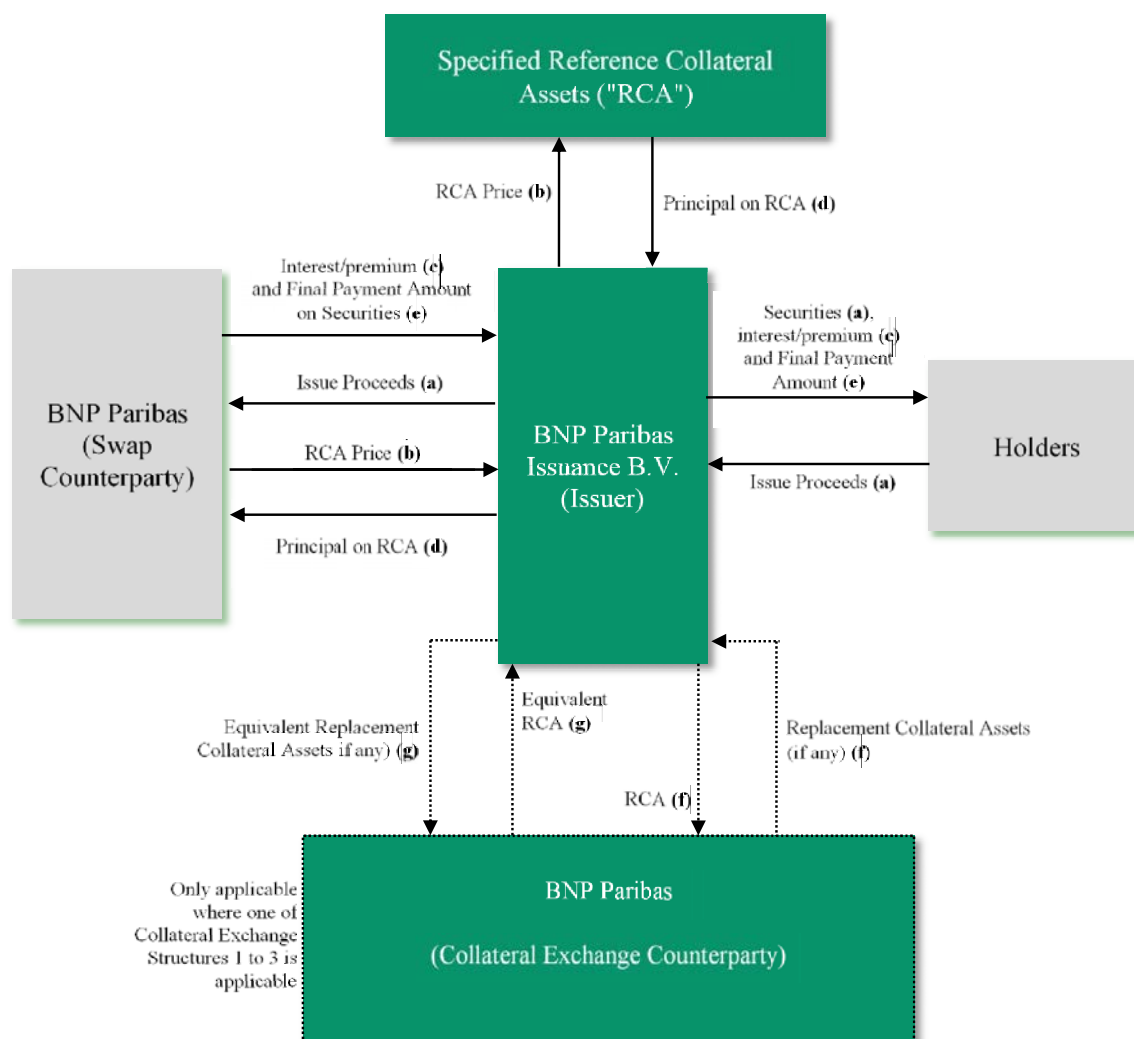 Specified Reference Collateral
Assets ("RCA")
RCA Price (b)
Principal on RCA (d)
Interest/premium (c)
and Final Payment Amount
on Securities (e)
Issue Proceeds (a)
RCA Price (b)
Principal on RCA (d)
BNP Paribas
(Swap
Counterparty)
BNP Paribas
Issuance B.V.
(Issuer)
Securities (a),
interest/premium (c)
and Final Payment
Amount (e)
Issue Proceeds (a)
Holders
Equivalent Replacement
Collateral Assets if any) (g)
Equivalent
RCA (g)
RCA (f)
Replacement Collateral Assets
(if any) (f)
Only applicable
where one of
Collateral Exchange
Structures 1 to 3 is
applicable
BNP Paribas
(Collateral Exchange Counterparty)